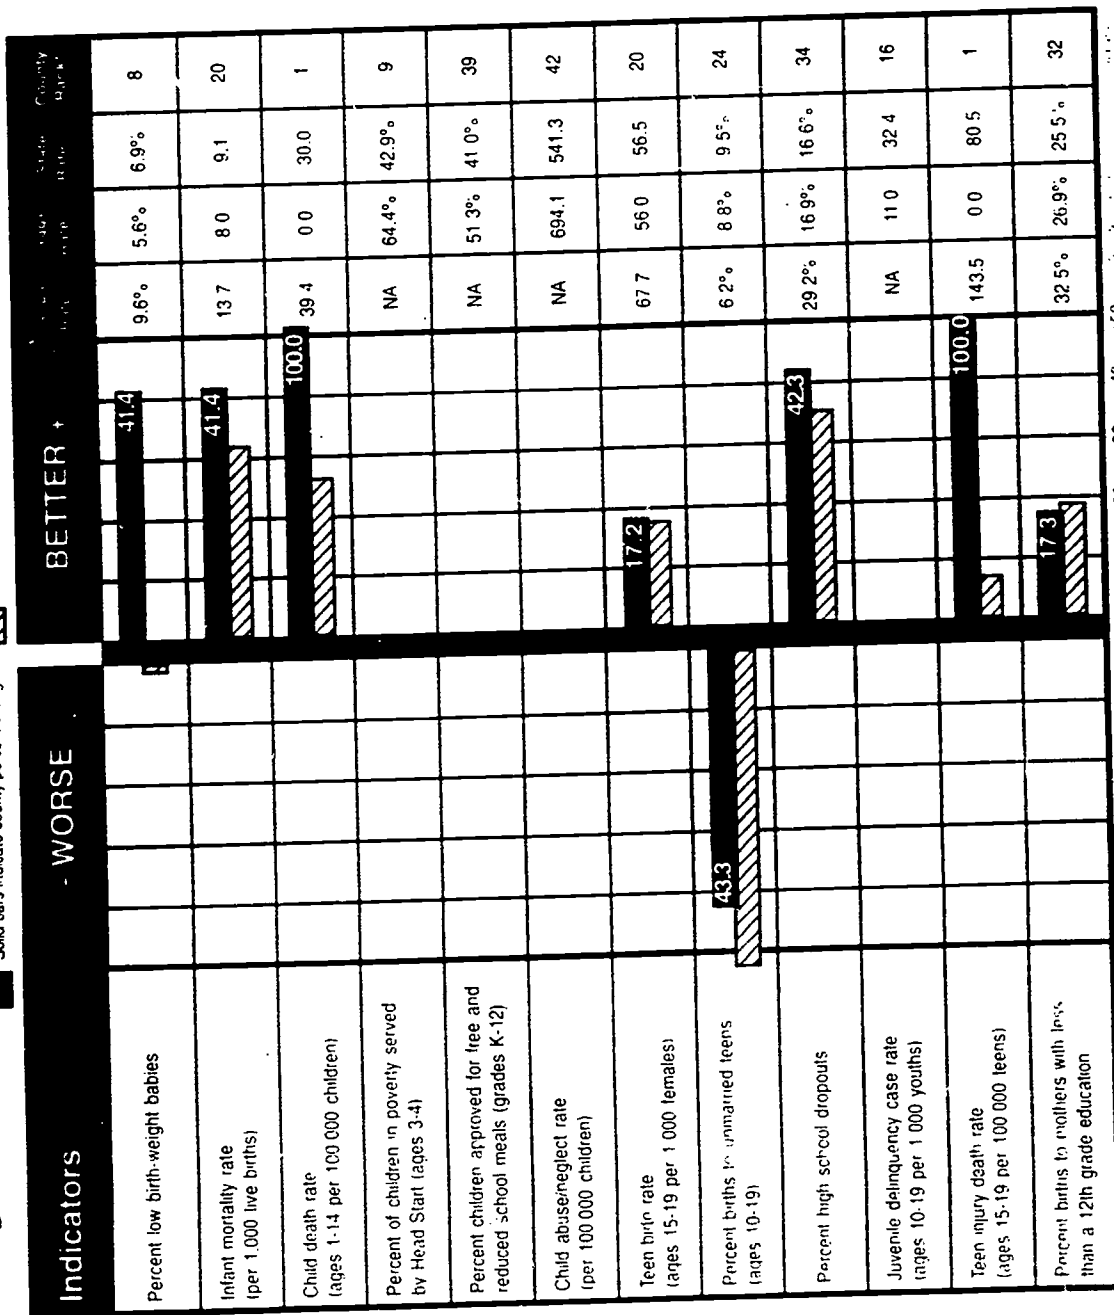 Indicators - WORSE BETTER +
Percent low birth-weight babies 41.4 9.6% 5.6% 6.9% 8
Infant mortality rate
(per 1,000 live births) 41.4 13 7 8 0 9.1 20
Child death rate
(ages 1-14 per 100 000 children) 100.0 39 4 0 0 30.0 1
Percent of children in poverty served
by Head Start (ages 3-4) NA 64.4% 42.9% 9
Percent children approved for free and
reduced school meals (grades K-12) NA 51 3% 41 0% 39
Child abuse/neglect rate
(per 100 000 children) NA 694.1 541.3 42
Teen birth rate
(ages 15-19 per 1 000 females) 17.2 67 7 56 0 56.5 20
Percent births to unmarried teens
(ages 10-19) 43.3 6 2% 8 8% 9 5% 24
Percent high school dropouts 42.3 29 2% 16 9% 16 6% 34
Juvenile delinquency case rate
(ages 10-19 per 1 000 youths) NA 11 0 32 4 16
Teen injury death rate
(ages 15-19 per 100 000 teens) 100.0 143.5 0 0 80 5 1
Percent births to mothers with less
than a 12th grade education 17 3 32 5% 26.9% 25 5% 32